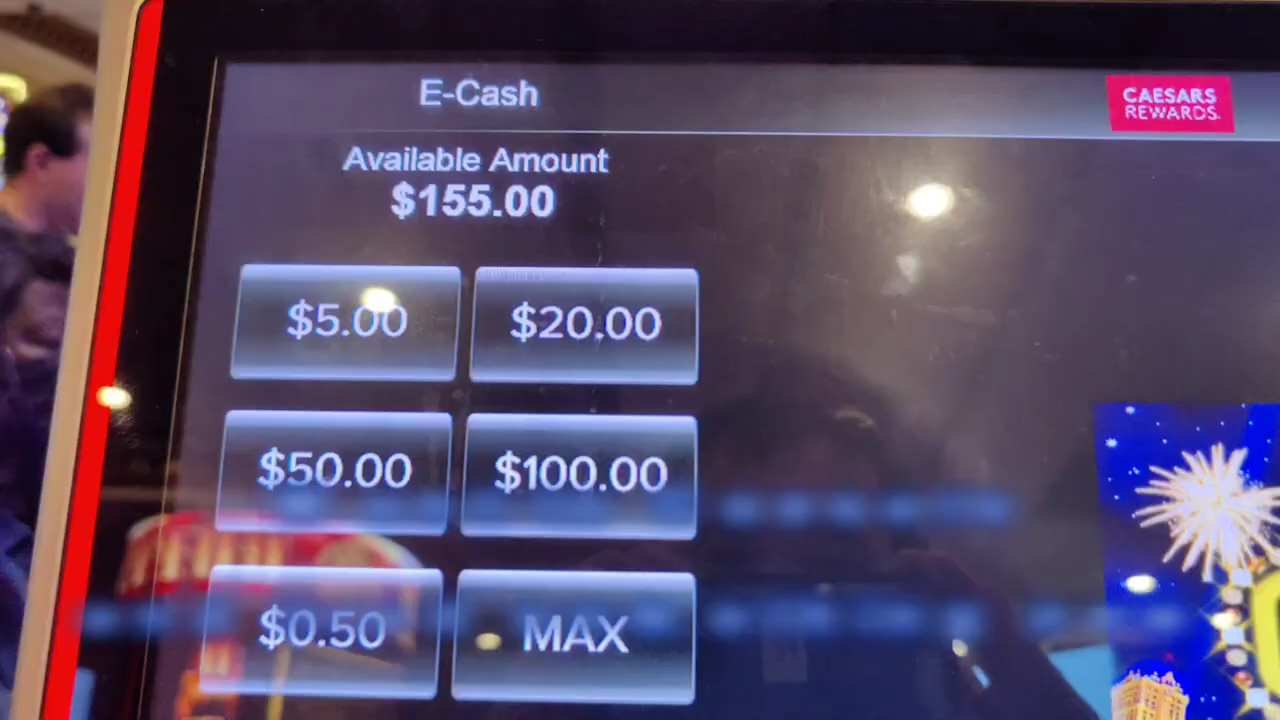 E-Cash
CAESARS
REWARDS
Available Amount
$155.00
$5.00
$20.00
$50.00
$100.00
$0.50
MAX